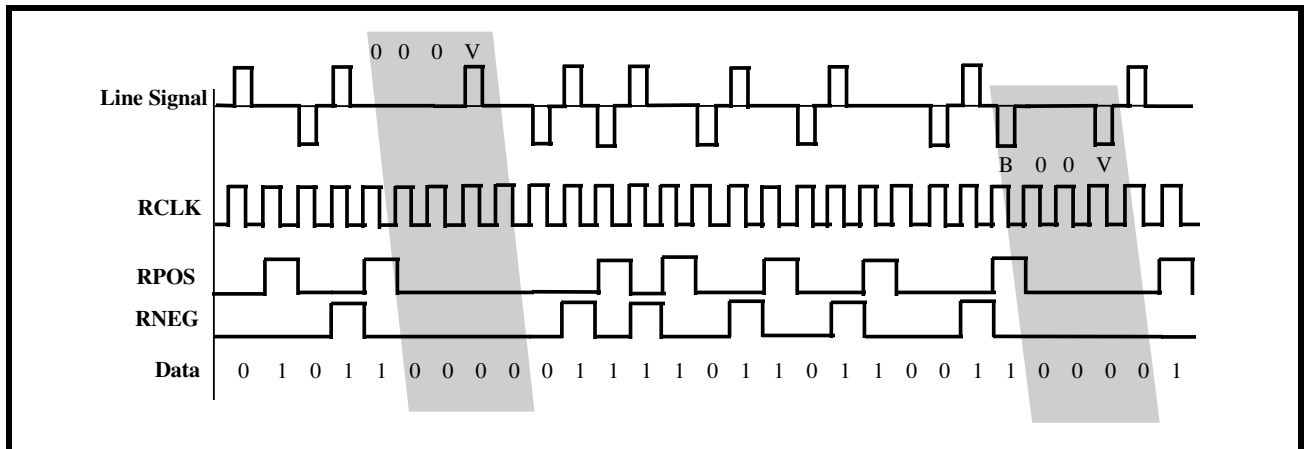 0 0 0 V
Line Signal
B 0 0 V
RCLK
RPOS
RNEG
Data 0 1 0 1 1 0 0 0 0 0 1 1 1 1 0 1 1 0 1 1 0 0 1 1 0 0 0 0 1